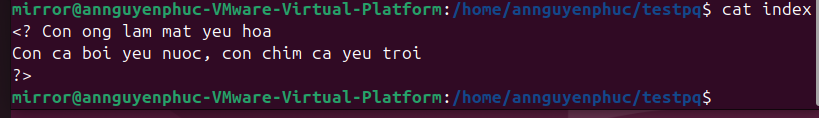 mirror@annguyenphuc-VMware-Virtual-Platform:/home/annguyenphuc/testpq$ cat index
<? Con ong lam mat yeu hoa
Con ca boi yeu nuoc, con chim ca yeu troi
?>
mirror@annguyenphuc-VMware-Virtual-Platform:/home/annguyenphuc/testpq$